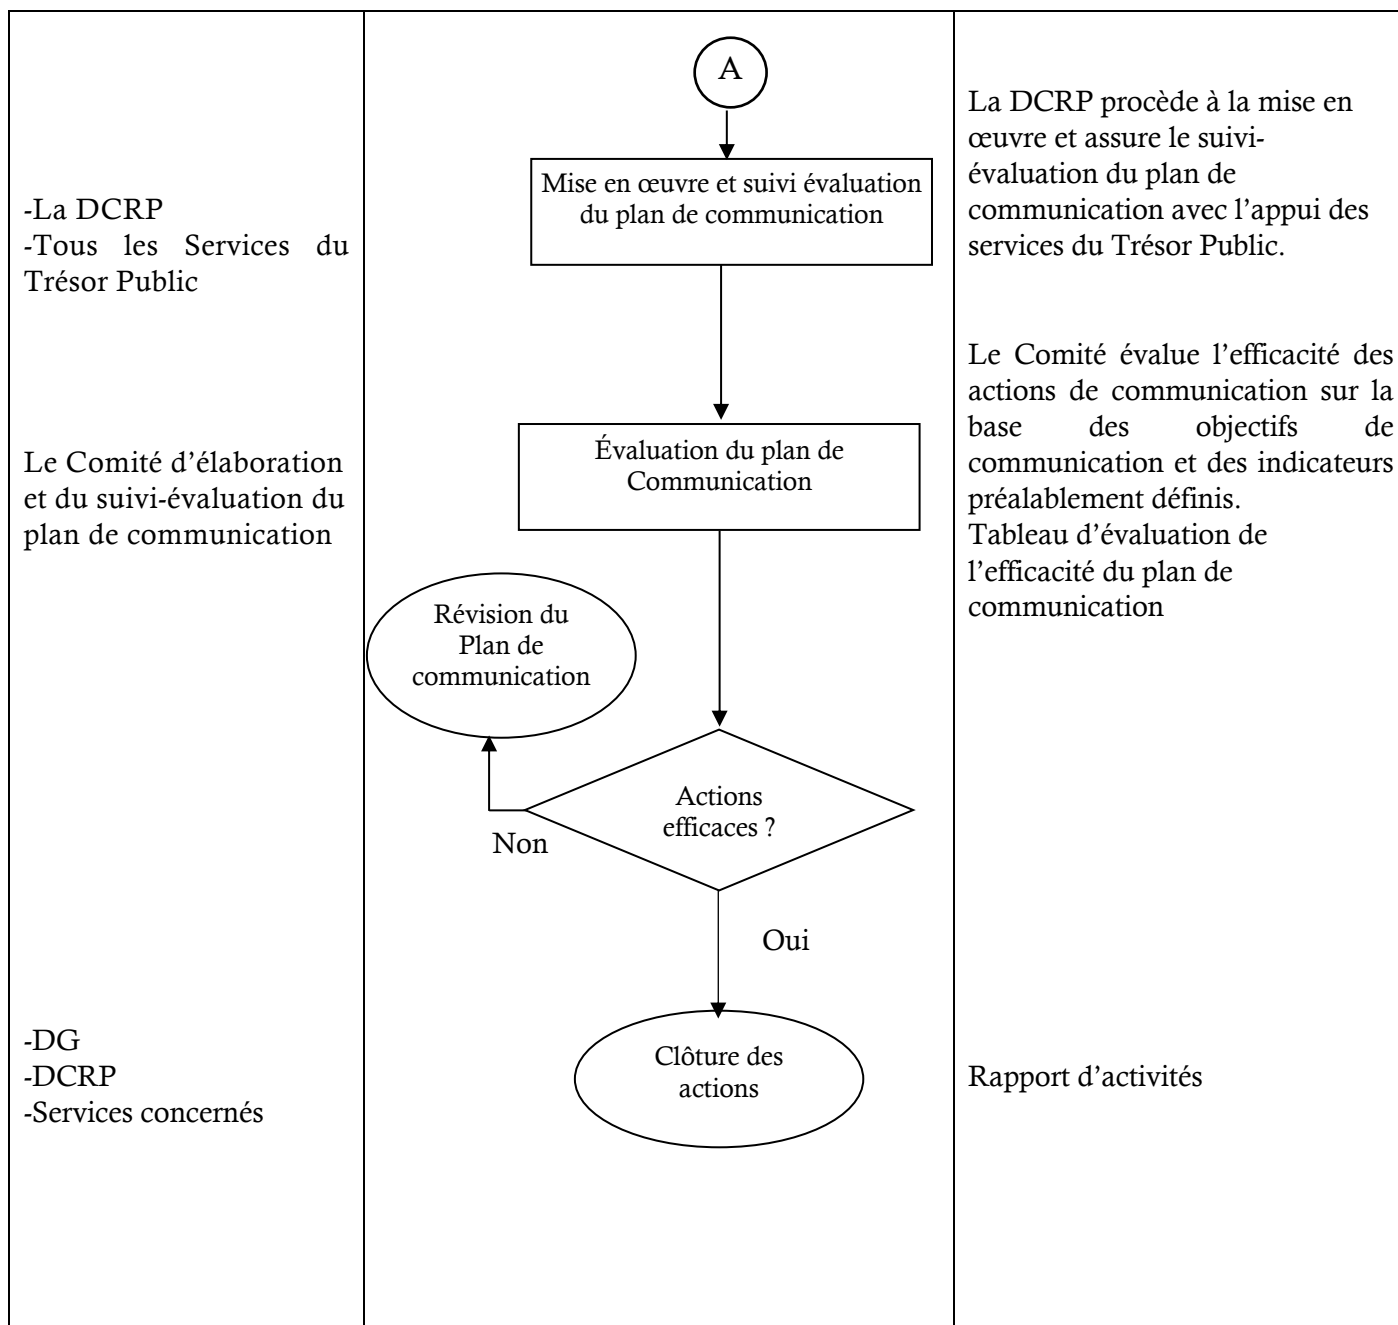 A
-La DCRP
-Tous les Services du
Trésor Public
Mise en œuvre et suivi évaluation
du plan de communication
La DCRP procède à la mise en
œuvre et assure le suivi-
évaluation du plan de
communication avec l’appui des
services du Trésor Public.
Le Comité d’élaboration
et du suivi-évaluation du
plan de communication
Évaluation du plan de
Communication
Le Comité évalue l’efficacité des
actions de communication sur la
base des objectifs de
communication et des indicateurs
préalablement définis.
Tableau d’évaluation de
l’efficacité du plan de
communication
Révision du
Plan de
communication
Actions
efficaces ?
Non
Oui
-DG
-DCRP
-Services concernés
Clôture des
actions
Rapport d’activités